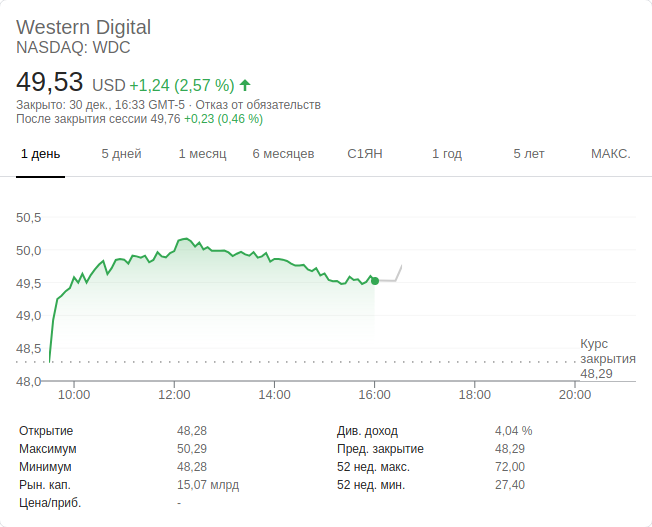 Western Digital
NASDAQ: WDC
49,53 USD +1,24 (2,57 %)
Закрыто: 30 дек., 16:33 GMT-5 · Отказ от обязательств
После закрытия сессии 49,76 +0,23 (0,46 %)
1 день 5 дней 1 месяц 6 месяцев С1ЯН 1 год 5 лет МАКС.
50,5
50,0
49,5
49,0
48,5
48,0
Курс
закрытия
48,29
10:00 12:00 14:00 16:00 18:00 20:00
Открытие 48,28 Див. доход 4,04 %
Максимум 50,29 Пред. закрытие 48,29
Минимум 48,28 52 нед. макс. 72,00
Рын. кап. 15,07 млрд 52 нед. мин. 27,40
Цена/приб. -